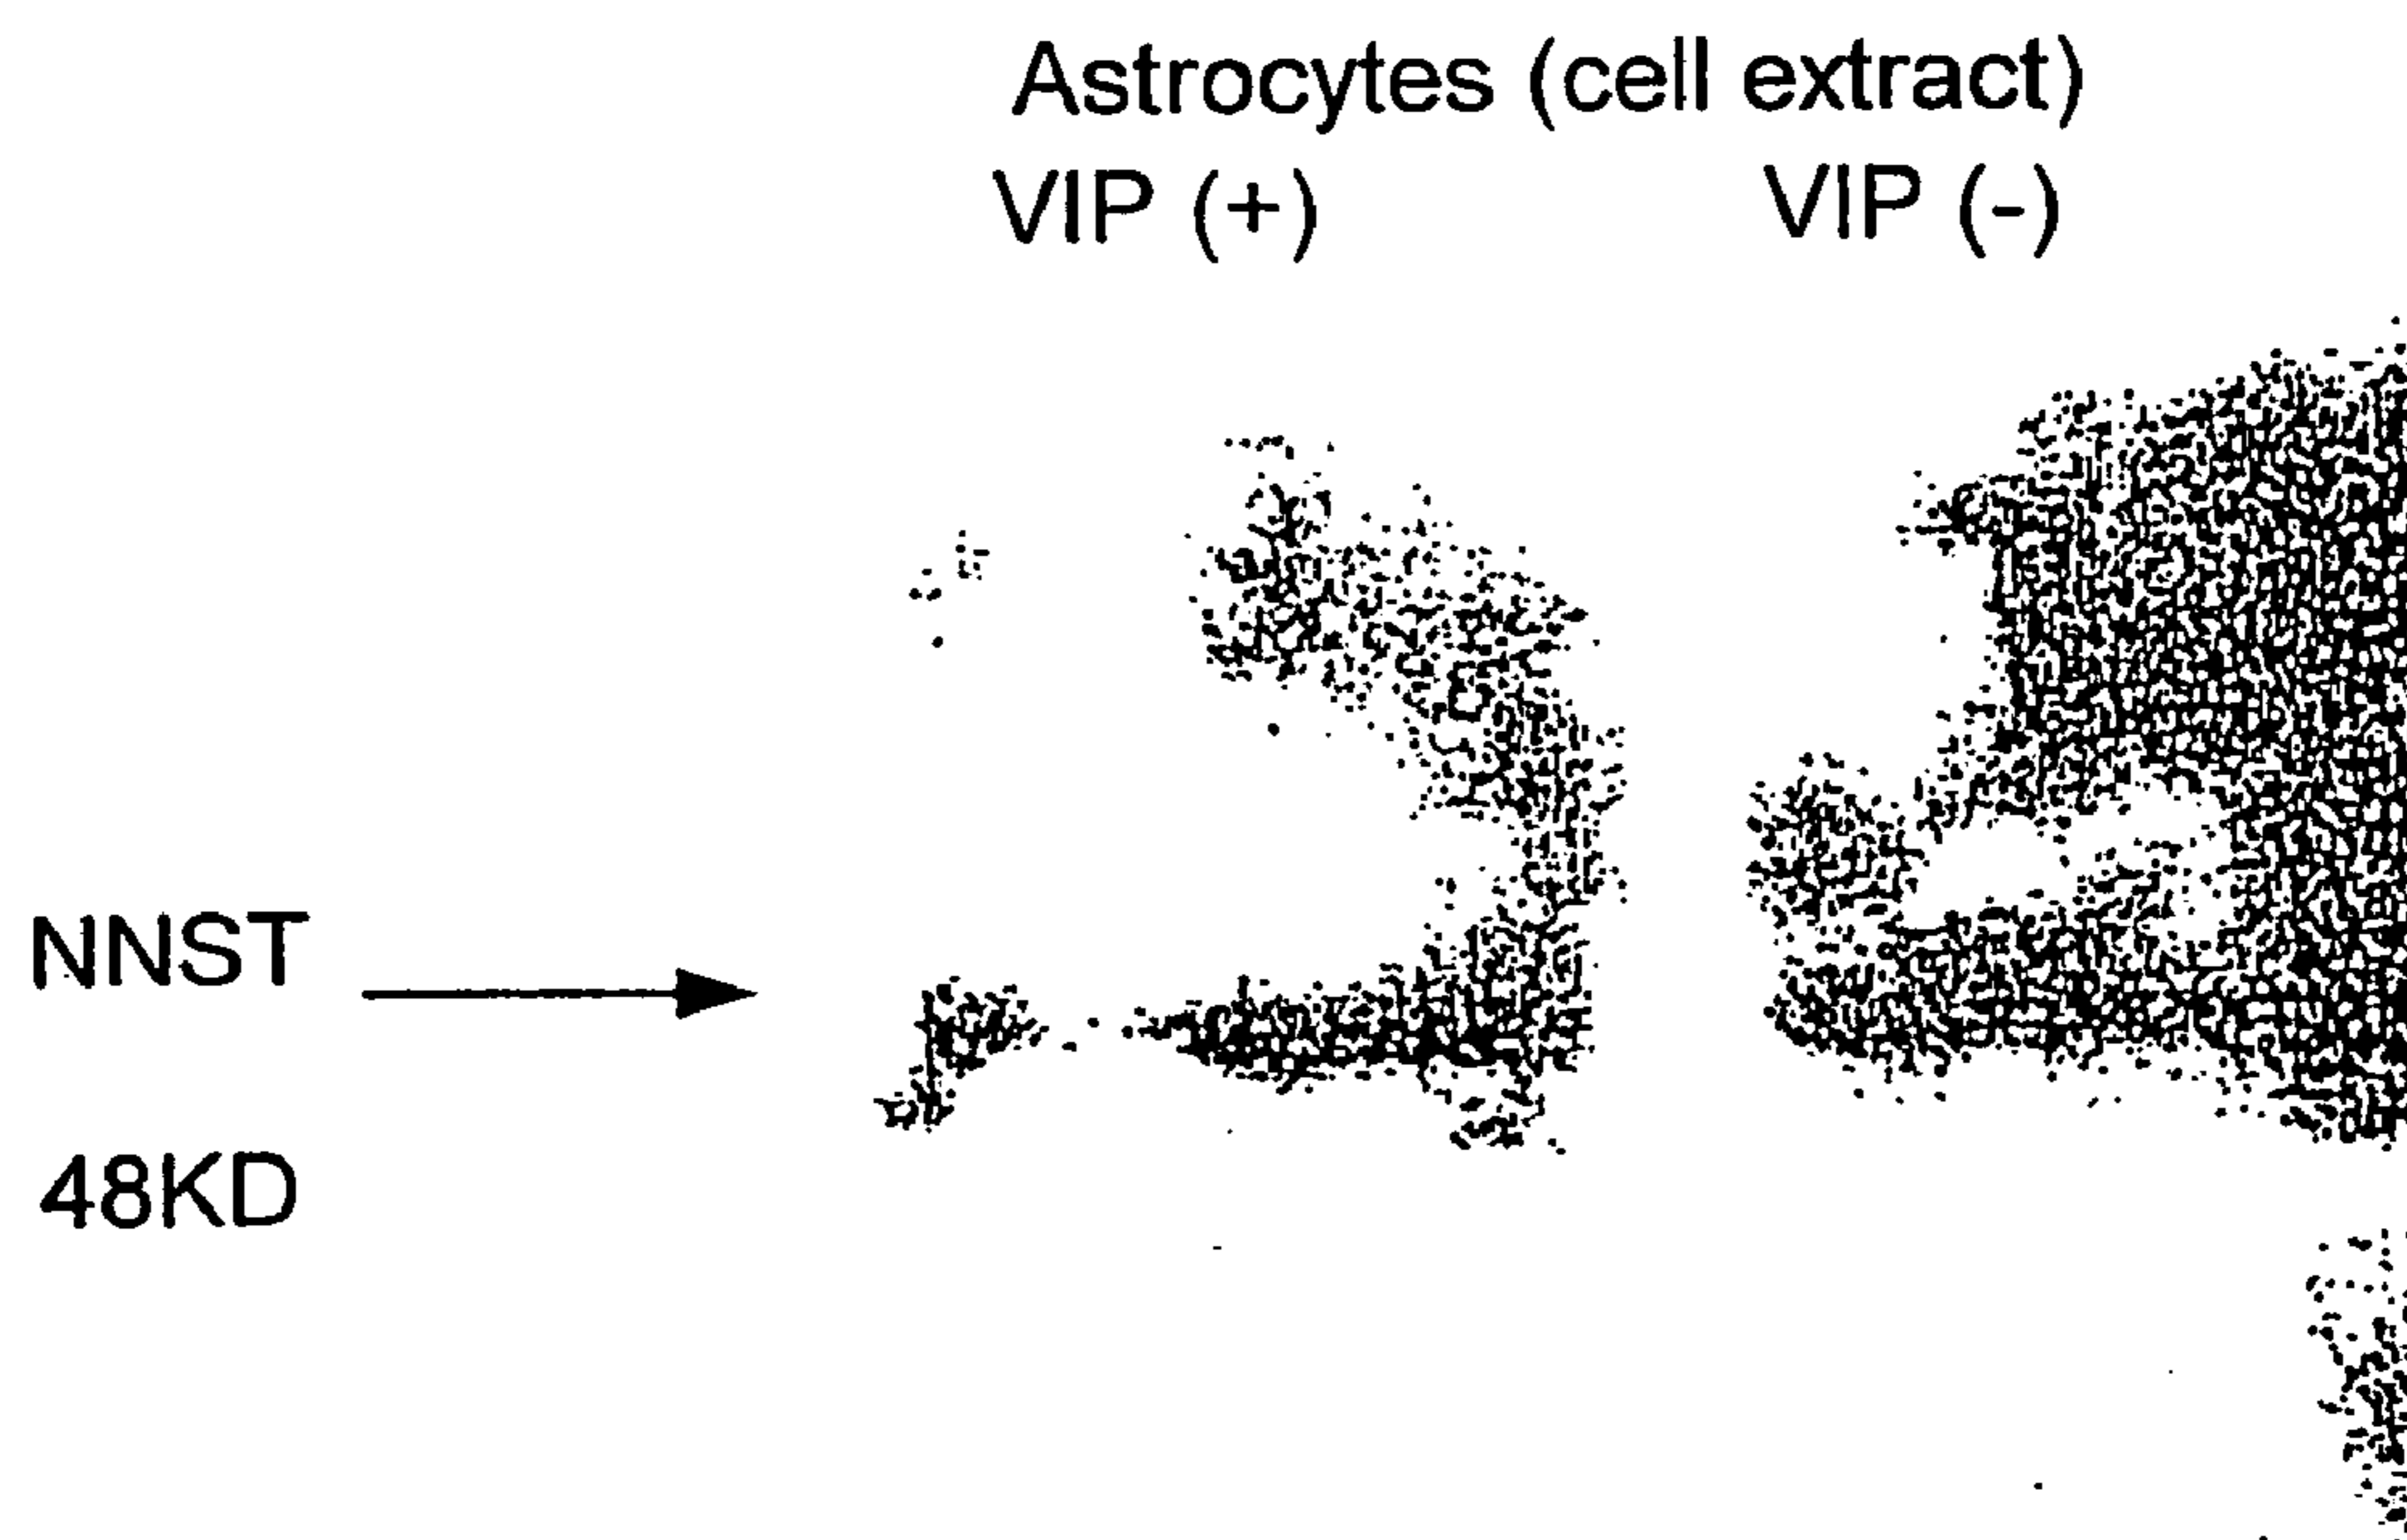 Astrocytes (cell extract)
VIP (+) VIP (-)
NNST
48KD